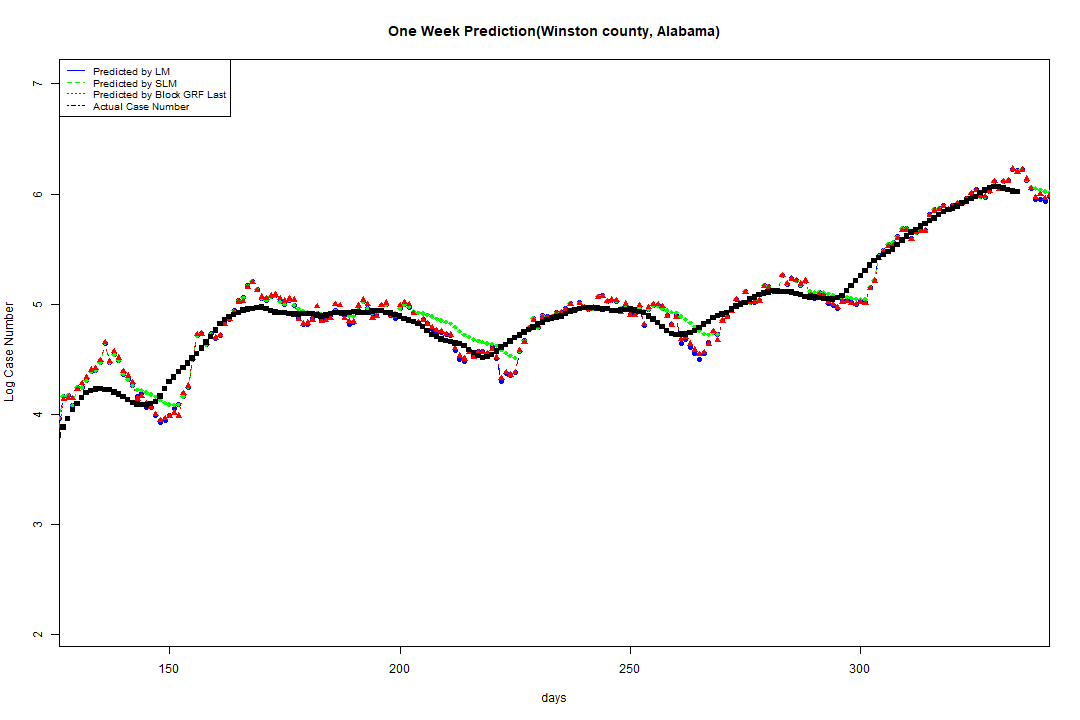 One Week Prediction(Winston county, Alabama)
Predicted by LM
Predicted by SLM
Predicted by Block GRF Last
Actual Case Number
7
6
5
4
3
2
Log Case Number
150 200 250 300
days